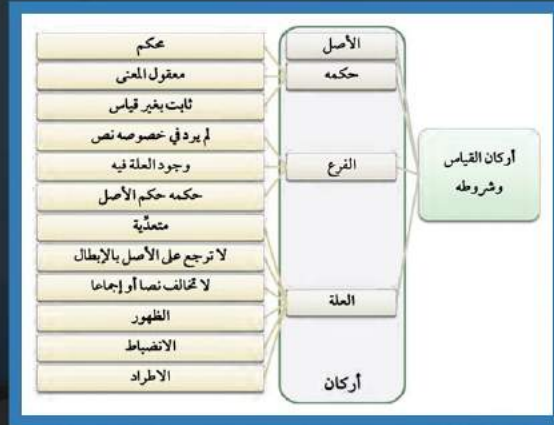 أركان القياس
وشروطه
الأصل
حكمه
الفرع
العلة
أركان
محكم
معقول المعنى
ثابت بغير قياس
لم يرد في خصوصه نص
وجود العلة فيه
حكمه حكم الأصل
متعدِّية
لا ترجع على الأصل بالإبطال
لا تخالف نصا أو إجماعا
الظهور
الانضباط
الاطراد